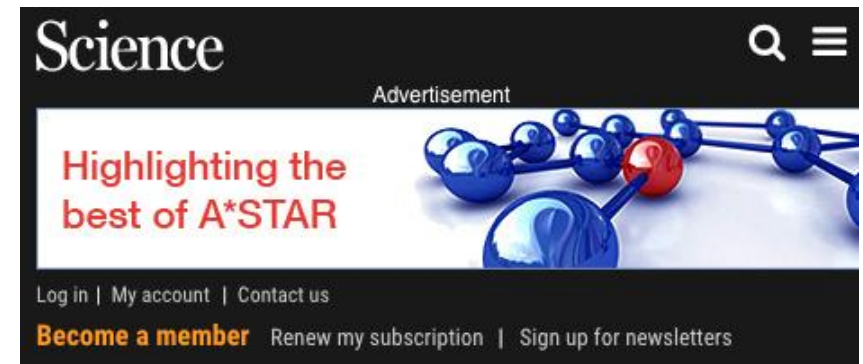 Science
Advertisement
Highlighting the
best of A*STAR
Log in | My account | Contact us
Become a member Renew my subscription | Sign up for newsletters